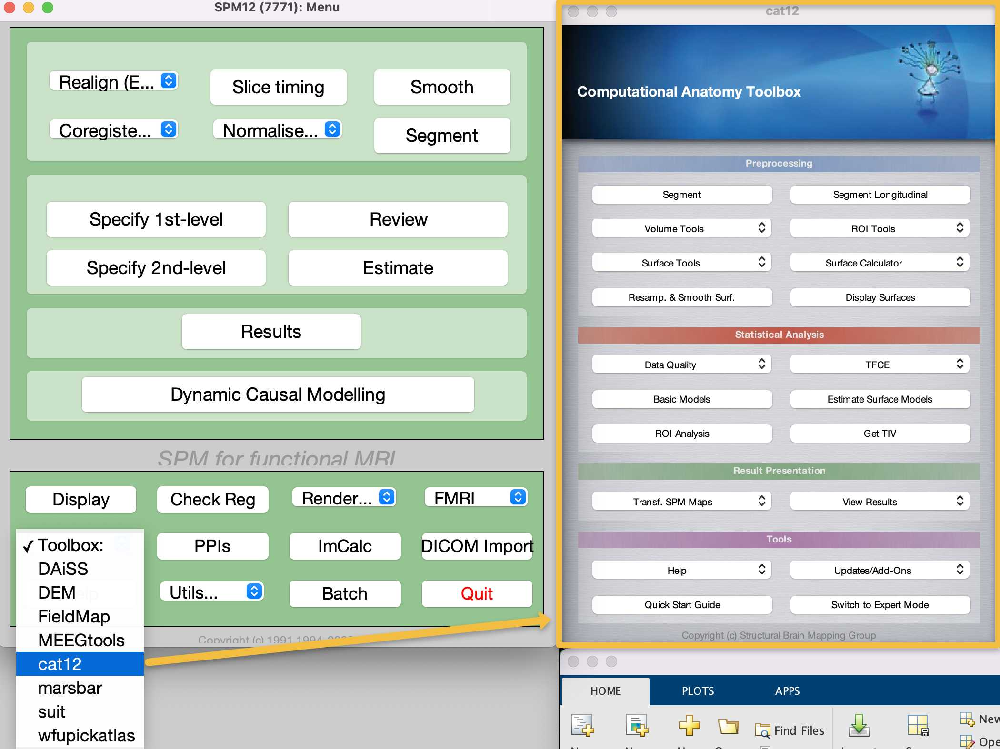 SPM12 (7771): Menu
Realign (E...
Slice timing
Smooth
Coregiste...
Normalise...
Segment
Specify 1st-level
Review
Specify 2nd-level
Estimate
Results
Dynamic Causal Modelling
SPM for functional MRI
Display
Check Reg
Render...
FMRI
✓ Toolbox:
PPIs
ImCalc
DICOM Import
DAiSS
DEM
Utils...
Batch
Quit
FieldMap
MEEGtools
Copyright (c) 1991,1994-
cat12
marsbar
suit
wfupickatlas
cat12
Computational Anatomy Toolbox
Preprocessing
Segment
Segment Longitudinal
Volume Tools
ROI Tools
Surface Tools
Surface Calculator
Resamp. & Smooth Surf.
Display Surfaces
Statistical Analysis
Data Quality
TFCE
Basic Models
Estimate Surface Models
ROI Analysis
Get TIV
Result Presentation
Transf. SPM Maps
View Results
Tools
Help
Updates/Add-Ons
Quick Start Guide
Switch to Expert Mode
Copyright (c) Structural Brain Mapping Group
HOME
PLOTS
APPS
Find Files
New
Ope